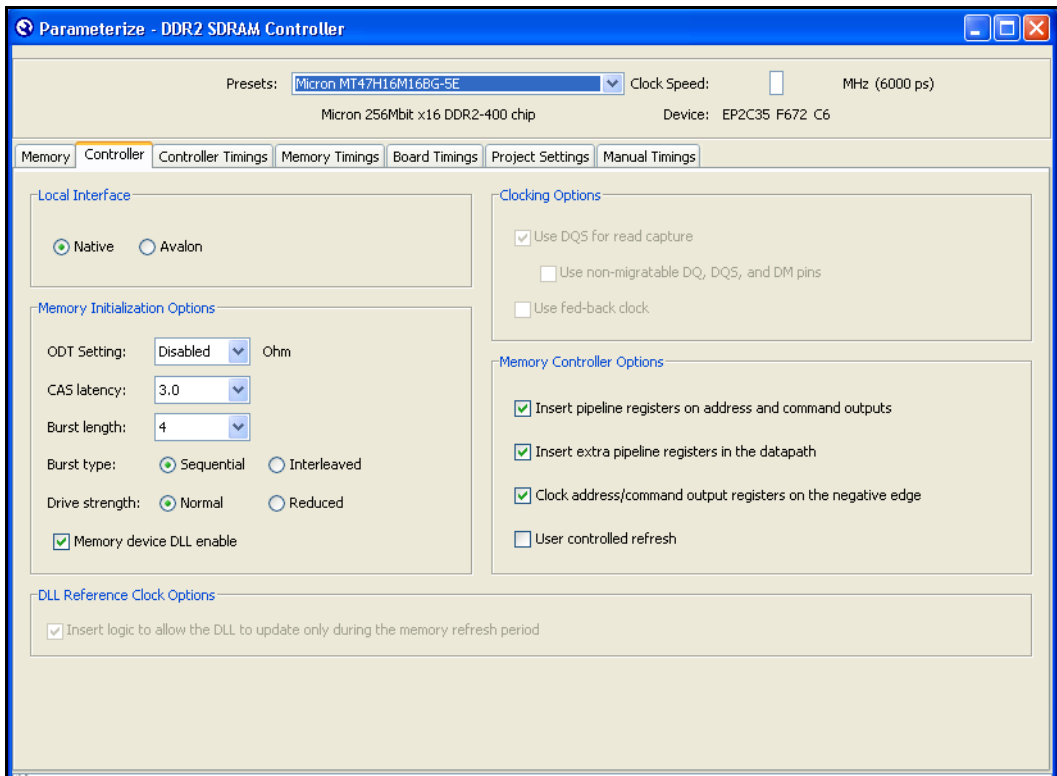 Parameterize - DDR2 SDRAM Controller
Presets: Micron MT47H16M16BG-5E Clock Speed: MHz (6000 ps)
Micron 256Mbit x16 DDR2-400 chip Device: EP2C35 F672 C6
Memory Controller Controller Timings Memory Timings Board Timings Project Settings Manual Timings
Local Interface
Native Avalon
Memory Initialization Options
ODT Setting: Disabled Ohm
CAS latency: 3.0
Burst length: 4
Burst type: Sequential Interleaved
Drive strength: Normal Reduced
Memory device DLL enable
Clocking Options
Use DQS for read capture
Use non-migratable DQ, DQS, and DM pins
Use fed-back clock
Memory Controller Options
Insert pipeline registers on address and command outputs
Insert extra pipeline registers in the datapath
Clock address/command output registers on the negative edge
User controlled refresh
DLL Reference Clock Options
Insert logic to allow the DLL to update only during the memory refresh period